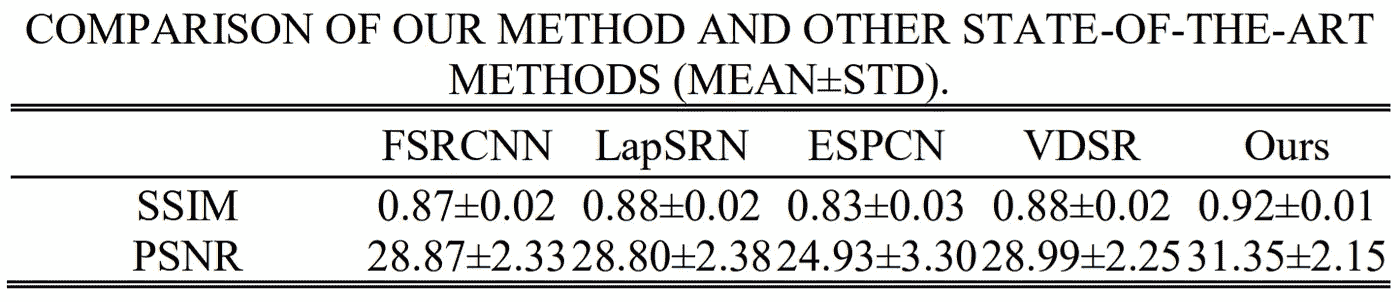 COMPARISON OF OUR METHOD AND OTHER STATE-OF-THE-ART
METHODS (MEAN±STD).
FSRCNN LapSRN ESPCN VDSR Ours
SSIM 0.87±0.02 0.88±0.02 0.83±0.03 0.88±0.02 0.92±0.01
PSNR 28.87±2.33 28.80±2.38 24.93±3.30 28.99±2.25 31.35±2.15